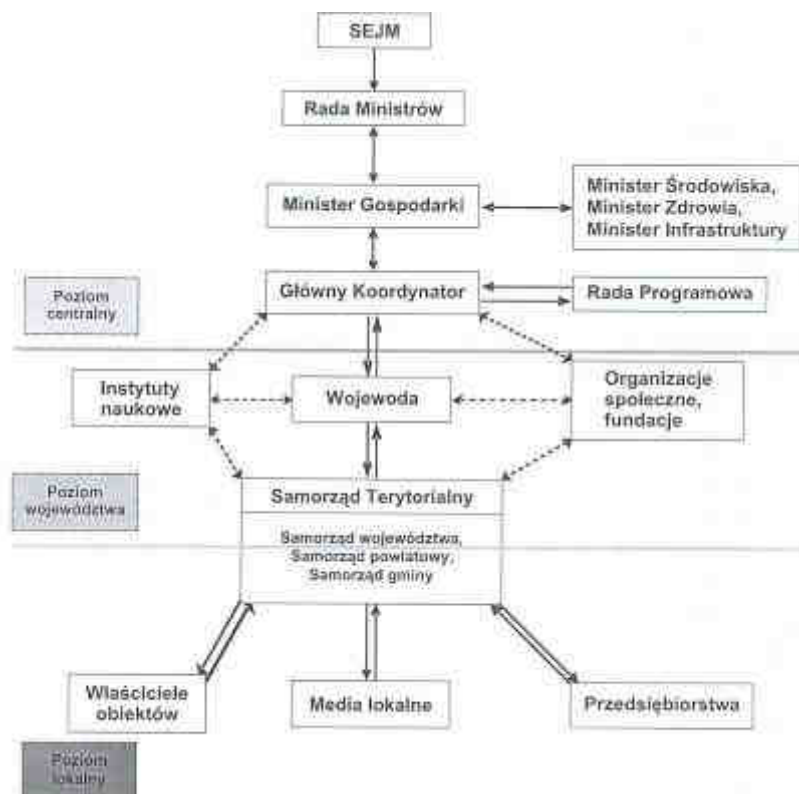 SEJM
Rada Ministrów
Minister Gospodarki
Minister Środowiska,
Minister Zdrowia,
Minister Infrastruktury
Poziom
centralny
Główny Koordynator
Rada Programowa
Instytuty
naukowe
Wojewoda
Organizacje
społeczne,
fundacje
Poziom
województwa
Samorząd Terytorialny
Samorząd województwa,
Samorząd powiatowy,
Samorząd gminy
Właściciele
obiektów
Media lokalne
Przedsiębiorstwa
Poziom
lokalny